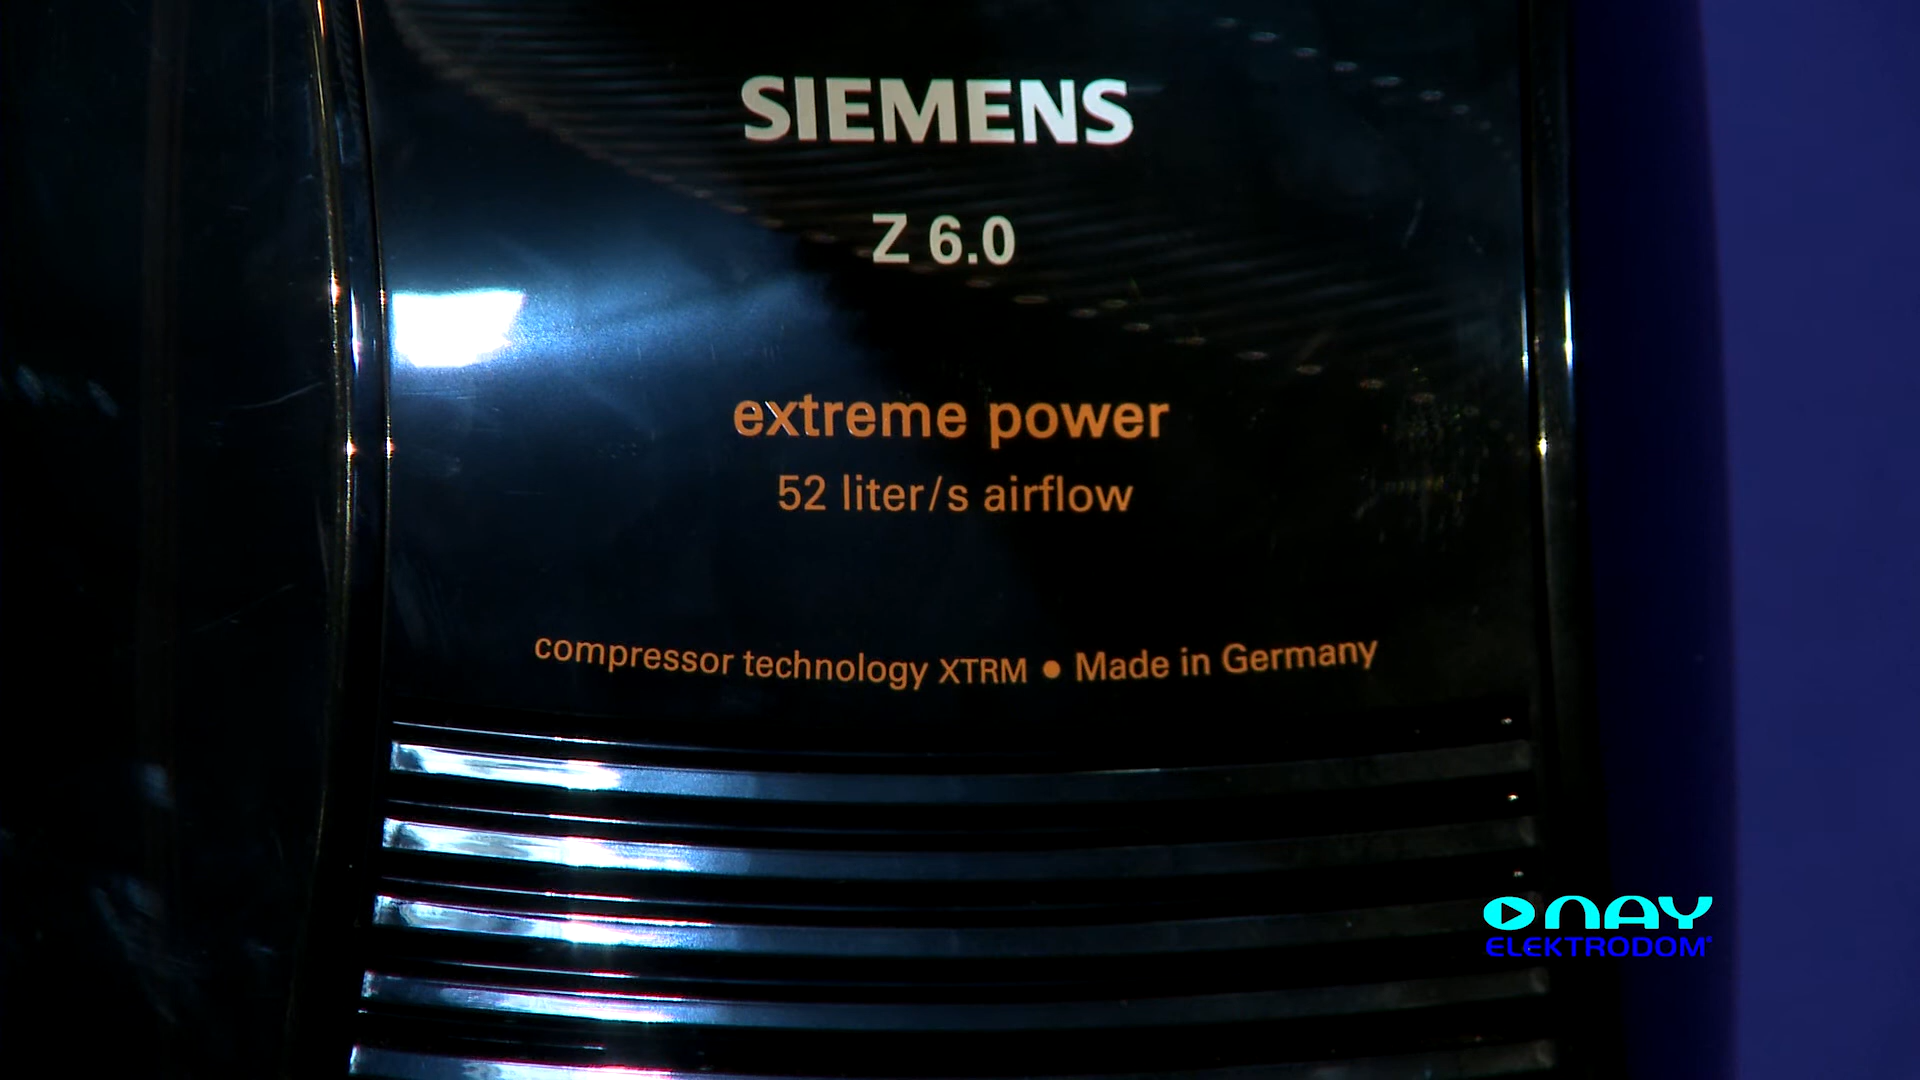 SIEMENS
Z 6.0
extreme power
52 liter/s airflow
compressor technology XTRM • Made in Germany
NAY
ELEKTRODOM